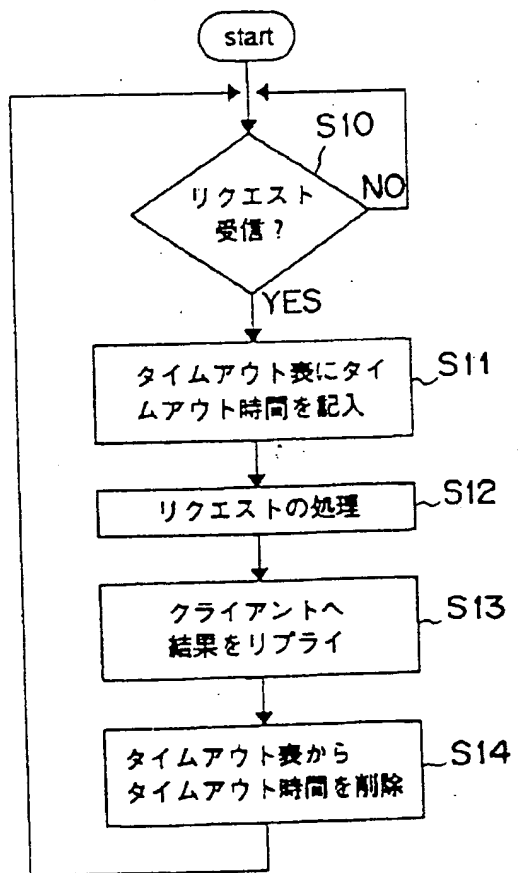 start
S10
リクエスト
受信？
NO
YES
タイムアウト表にタイ
ムアウト時間を記入
S11
リクエストの処理
S12
クライアントへ
結果をリプライ
S13
タイムアウト表から
タイムアウト時間を削除
S14